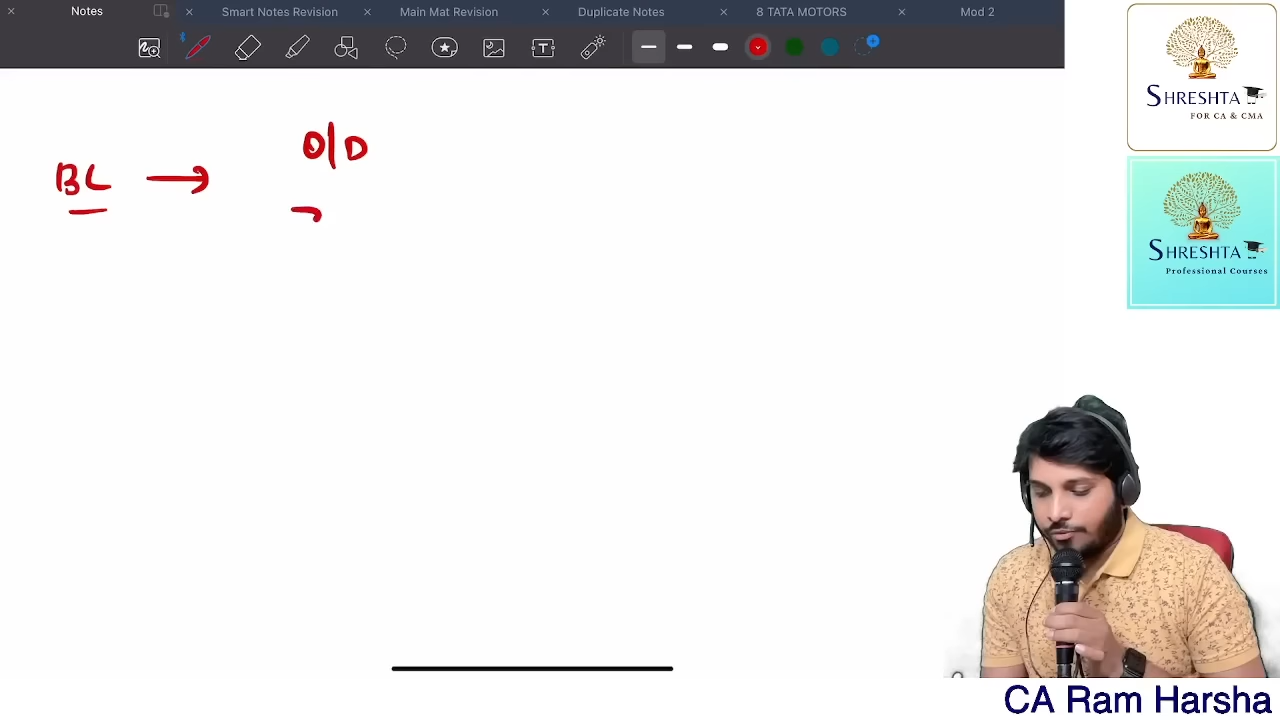 Notes Smart Notes Revision Main Mat Revision Duplicate Notes 8 TATA MOTORS Mod 2
T
SHRESHTA
FOR CA & CMA
O|D
BL →
SHRESHTA
Professional Courses
CA Ram Harsha